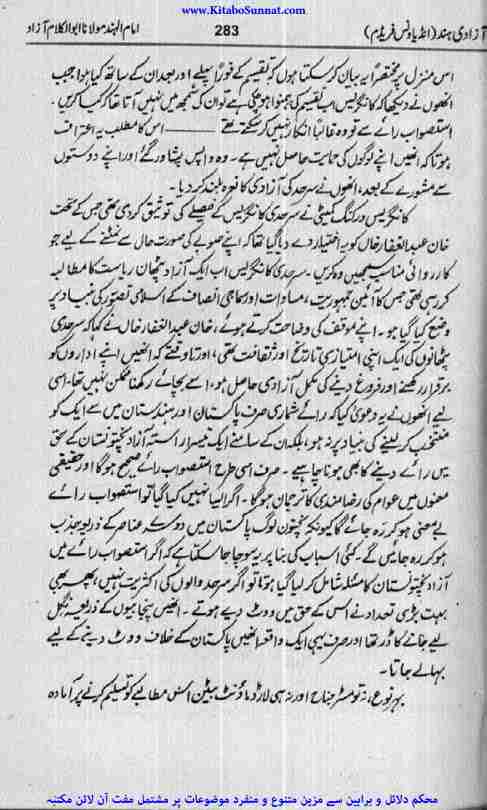 www.KitaboSunnat.com
آزادی ہند (انڈیا ونس فریڈم) 283 امام الہند مولانا ابوالکلام آزاد
اس منزل پر مختصراً یہ بیان کر سکتا ہوں کہ تقسیم کے فوراً پہلے اور بعد ان کے ساتھ کیا ہوا۔ جب
انھوں نے دیکھا کہ کانگریس اب تقسیم کی ہمنوا ہو چکی ہے تو ان کی سمجھ میں نہیں آتا تھا کہ کیا کریں۔
استصواب رائے سے تو وہ غالباً انکار نہیں کر سکتے تھے ——— اس کا مطلب یہ اعتراف
ہوتا کہ انھیں اپنے لوگوں کی حمایت حاصل نہیں ہے۔ وہ واپس پشاور گئے اور اپنے دوستوں
سے مشورے کے بعد، انھوں نے سرحد کی آزادی کا نعرہ بلند کر دیا۔
کانگریس ورکنگ کمیٹی نے سرحدی کانگریس کے فیصلے کی توثیق کردی تھی جس کے تحت
خان عبدالغفار خاں کو یہ اختیار دے دیا گیا تھا کہ اپنے صوبے کی صورت حال سے نمٹنے کے لیے جو
کارروائی مناسب سمجھیں وہ کریں۔ سرحدی کانگریس اب ایک آزاد پٹھان ریاست کا مطالبہ
کر رہی تھی جس کا آئین جمہوریت، مساوات اور سماجی انصاف کے اسلامی تصور کی بنیاد پر
وضع کیا گیا ہو۔ اپنے موقف کی وضاحت کرتے ہوئے، خان عبدالغفار خاں نے کہا کہ سرحدی
پٹھانوں کی ایک اپنی امتیازی تاریخ اور ثقافت تھی، اور تاوقتیکہ انھیں اپنے اداروں کو
برقرار رکھنے اور فروغ دینے کی مکمل آزادی حاصل ہو، اسے بچائے رکھنا ممکن نہیں تھا۔ اسی
لیے انھوں نے یہ دعویٰ کیا کہ رائے شماری صرف پاکستان اور ہندستان میں سے ایک کو
منتخب کر لینے کی بنیاد پر نہ ہو، بلکہ ان کے سامنے ایک تیسرا راستہ آزاد پختونستان کے حق
میں رائے دینے کا بھی ہونا چاہیے۔ صرف اسی طرح استصواب رائے صحیح ہوگا اور حقیقی
معنوں میں عوام کی رضامندی کا ترجمان ہوگا۔ اگر ایسا نہیں کیا گیا تو استصواب رائے
بے معنی ہو کر رہ جائے گا کیونکہ پختون لوگ پاکستان میں دوسرے عناصر کے ذریعہ جذب
ہو کر رہ جائیں گے۔ کئی اسباب کی بنا پر یہ سوچا جا سکتا ہے کہ اگر استصواب رائے میں
آزاد پختونستان کا مسئلہ شامل کر لیا گیا ہوتا تو اگر سرحد والوں کی اکثریت نہیں، پھر بھی
بہت بڑی تعداد نے اس کے حق میں ووٹ دیے ہوتے۔ انھیں پنجابیوں کے ذریعہ نگل
لیے جانے کا ڈر تھا اور صرف یہی ایک واقعہ انھیں پاکستان کے خلاف ووٹ دینے کے لیے
بہا لے جاتا۔
بہر نوع، نہ تو مسٹر جناح اور نہ ہی لارڈ ماؤنٹ بیٹن اس مطالبے کو تسلیم کرنے پر آمادہ
محکم دلائل و براہین سے مزین متنوع و منفرد موضوعات پر مشتمل مفت آن لائن مکتبہ